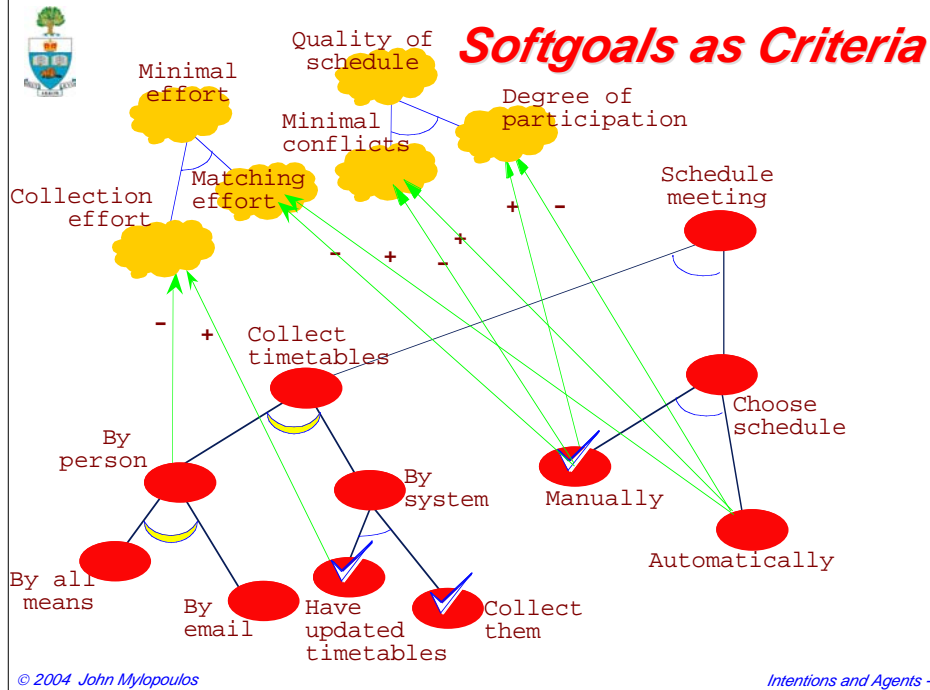 Softgoals as Criteria
Quality of
schedule
Minimal
effort
Degree of
participation
Minimal
conflicts
Matching
effort
Collection
effort
Schedule
meeting
-
+
-
+
+
-
-
+
Collect
timetables
Choose
schedule
By
person
By
system
Manually
Automatically
By all
means
By
email
Have
updated
timetables
Collect
them
© 2004 John Mylopoulos
Intentions and Agents -